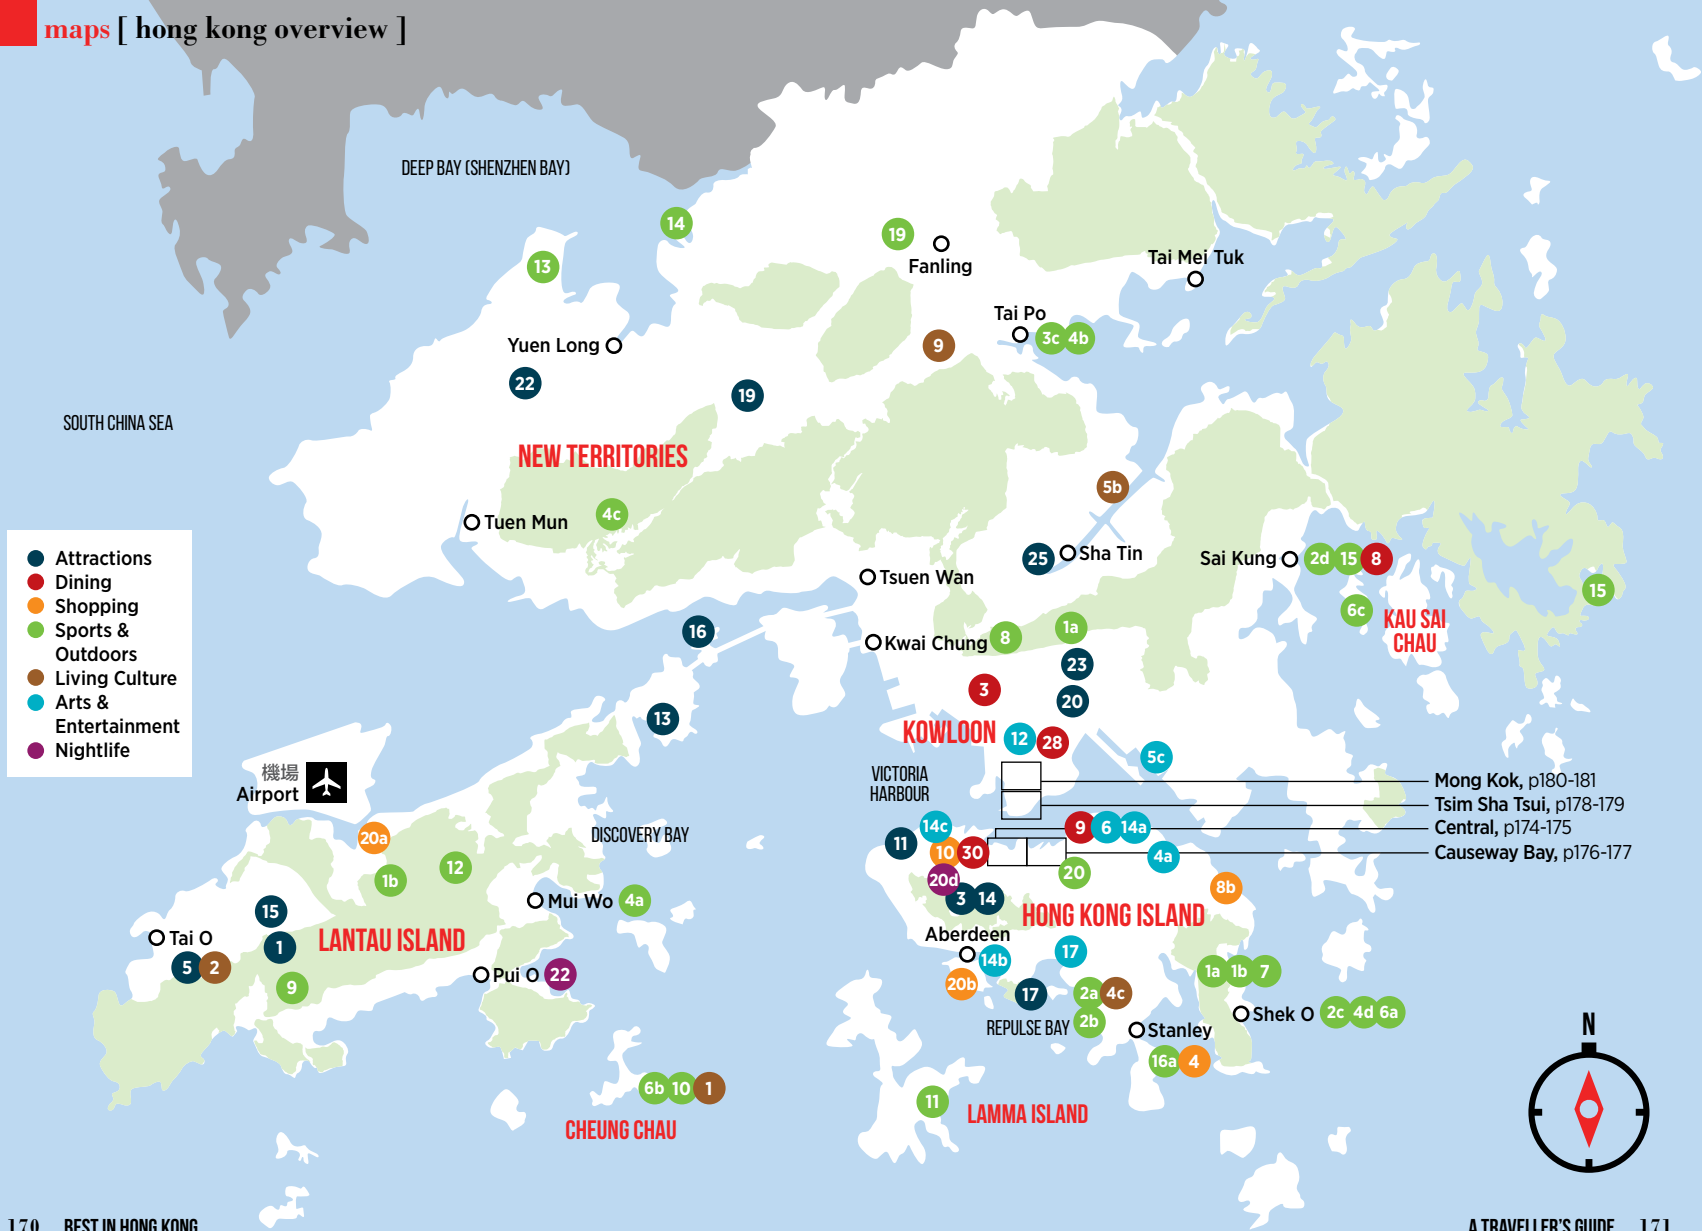 maps [ hong kong overview ]
DEEP BAY (SHENZHEN BAY)
14
19
Fanling
13
Tai Mei Tuk
Tai Po
3c 4b
Yuen Long
9
22
19
SOUTH CHINA SEA
NEW TERRITORIES
5b
4c
Tuen Mun
25
Sha Tin
Sai Kung
2d 15 8
Tsuen Wan
15
6c
KAU SAI
CHAU
Attractions
Dining
Shopping
Sports &
Outdoors
Living Culture
Arts &
Entertainment
Nightlife
16
Kwai Chung
8
1a
23
3
20
13
KOWLOON
12
28
5c
機場
Airport
VICTORIA
HARBOUR
Mong Kok, p180-181
Tsim Sha Tsui, p178-179
Central, p174-175
Causeway Bay, p176-177
20a
DISCOVERY BAY
14c
9 6 14a
11
10 30
4a
12
1b
20d
20
8b
3 14
Mui Wo
4a
15
HONG KONG ISLAND
Tai O
1
LANTAU ISLAND
Aberdeen
14b
17
5 2
9
Pui O
22
20b
17
2a 4c
1a 1b 7
REPULSE BAY
2b
Stanley
Shek O
2c 4d 6a
16a 4
6b 10 1
CHEUNG CHAU
11
LAMMA ISLAND
N
170 BEST IN HONG KONG
A TRAVELLER'S GUIDE 171